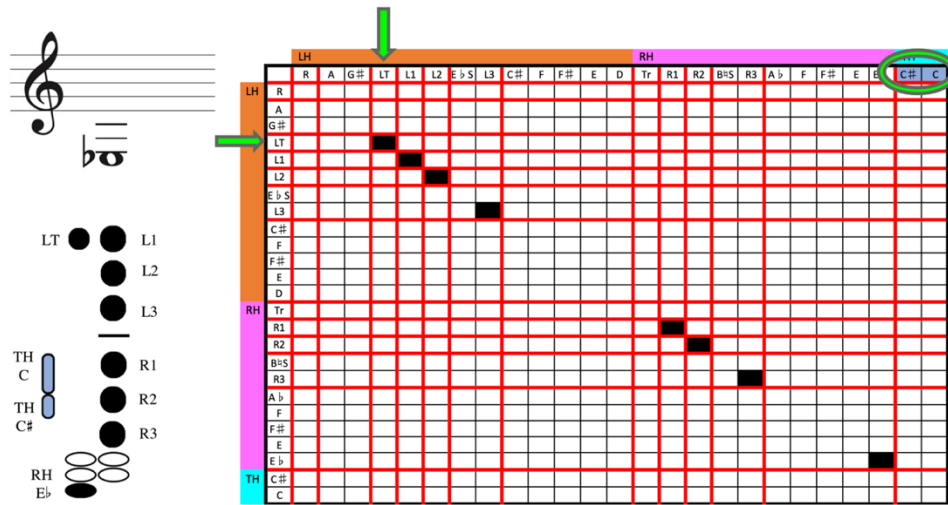 LH RH
R A G♯ LT L1 L2 E♭S L3 C♯ F F♯ E D Tr R1 R2 B♮S R3 A♭ F F♯ E C♯ C
LH R
A
G♯
LT
L1
L2
E♭S
L3
C♯
F
F♯
E
D
RH Tr
R1
R2
B♮S
R3
A♭
F
F♯
E
E♭
TH C♯
C
LT L1
L2
L3
TH
C
R1
TH
C#
R2
R3
RH
E♭